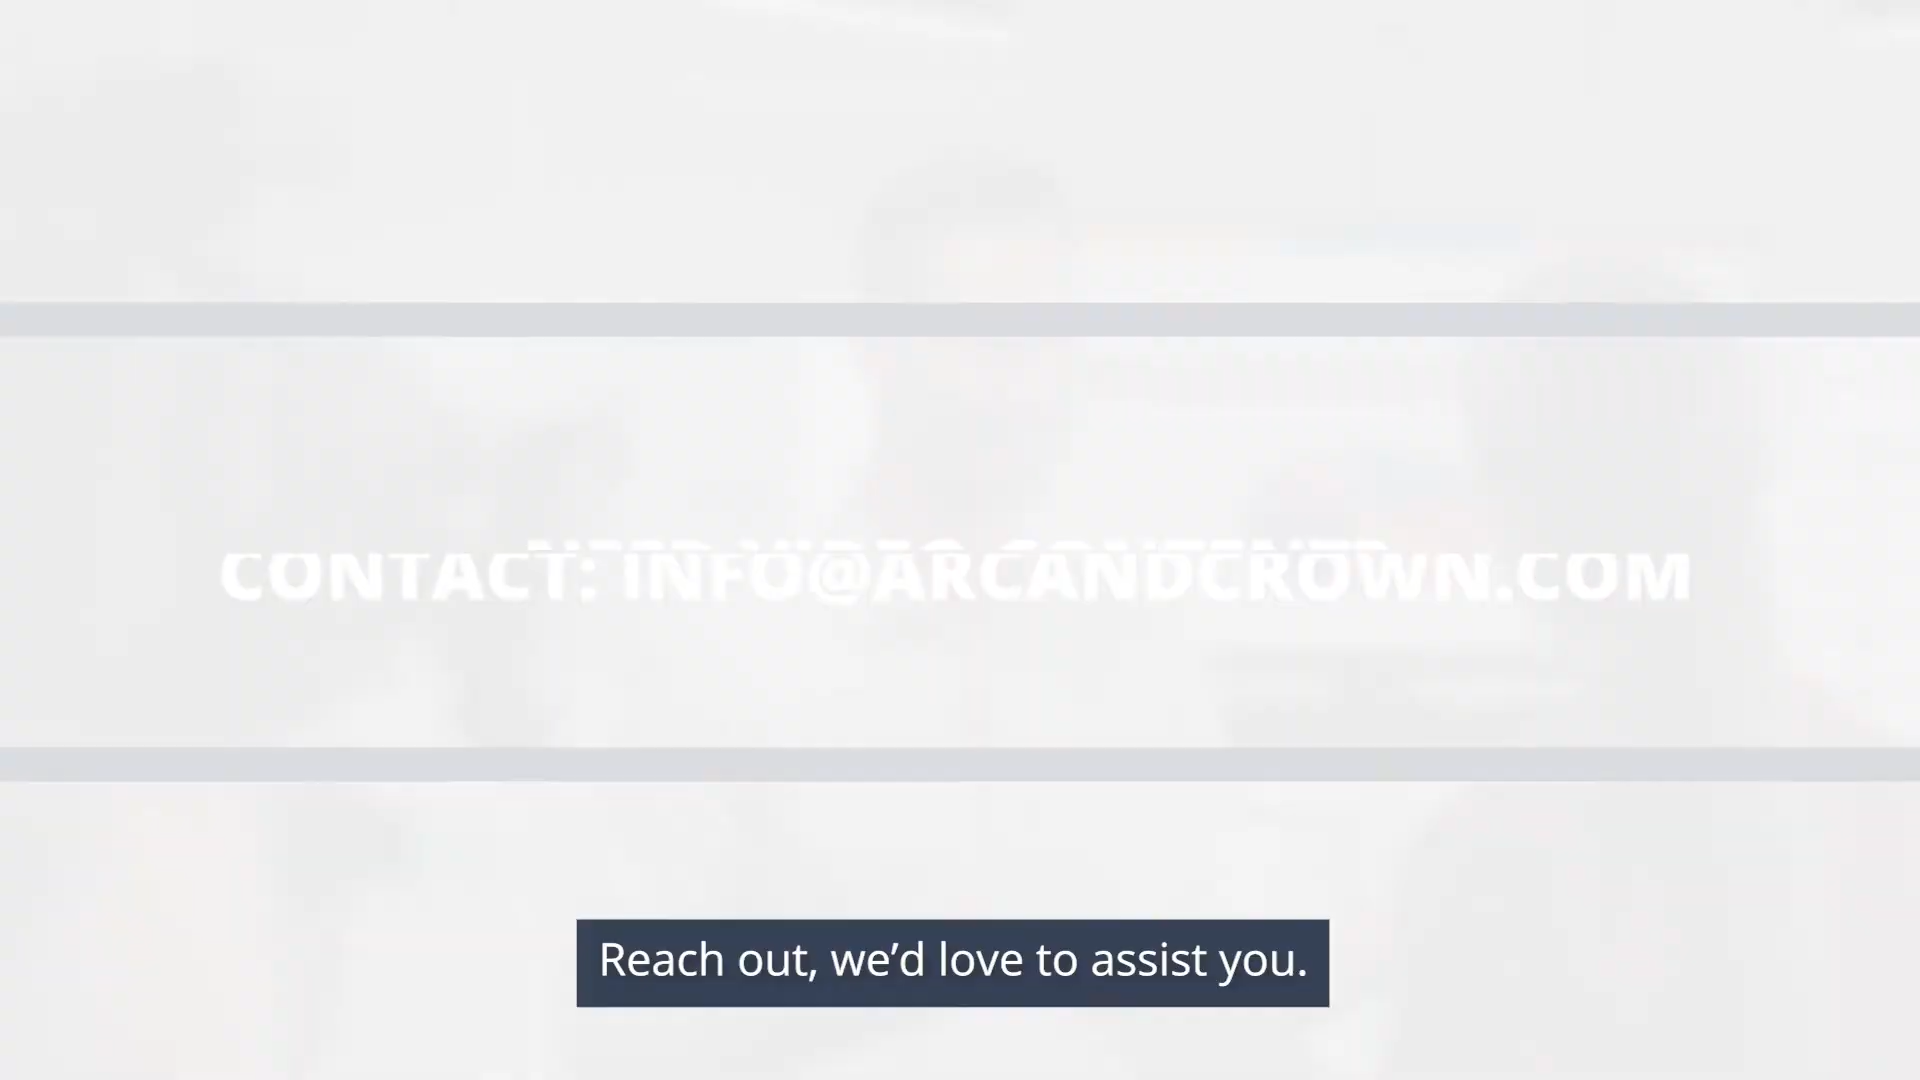 CONTACT: INFO@ARCANDCROWN.COM
Reach out, we’d love to assist you.